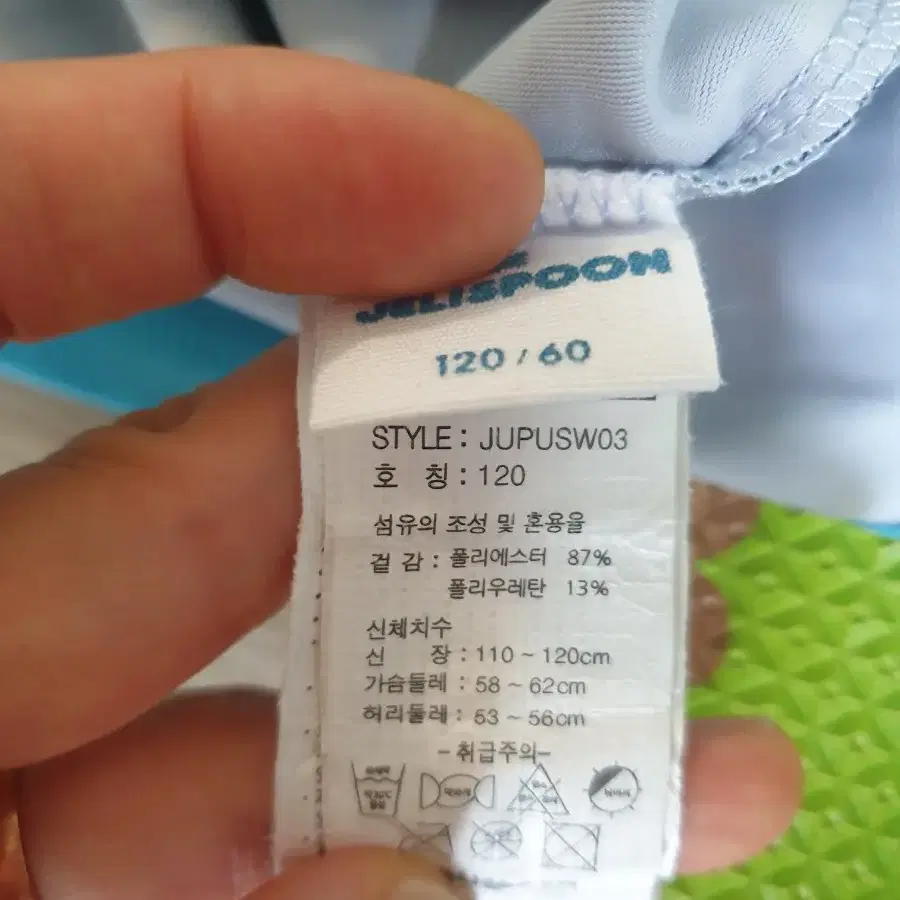 JELISPOON
120 / 60
STYLE : JUPUSW03
호 칭 : 120
섬유의 조성 및 혼용율
겉 감 : 폴리에스터 87%
폴리우레탄 13%
신체치수
신 장 : 110 ~ 120cm
가슴둘레 : 58 ~ 62cm
허리둘레 : 53 ~ 56cm
-취급주의-